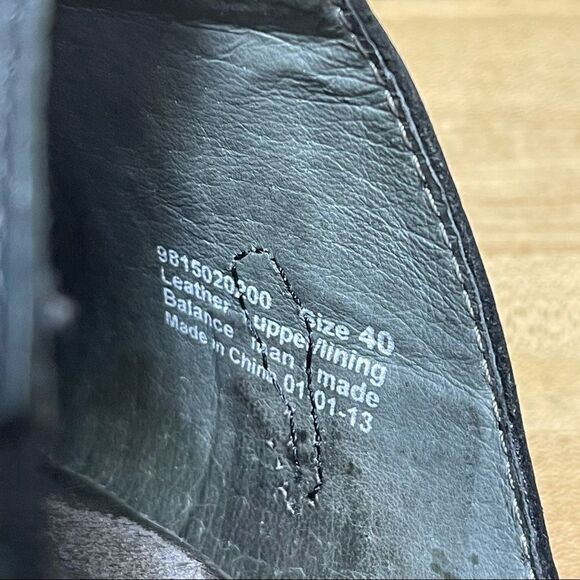 9815020200 Size 40
Leather upper/lining
Balance man made
Made in China 01/01-13